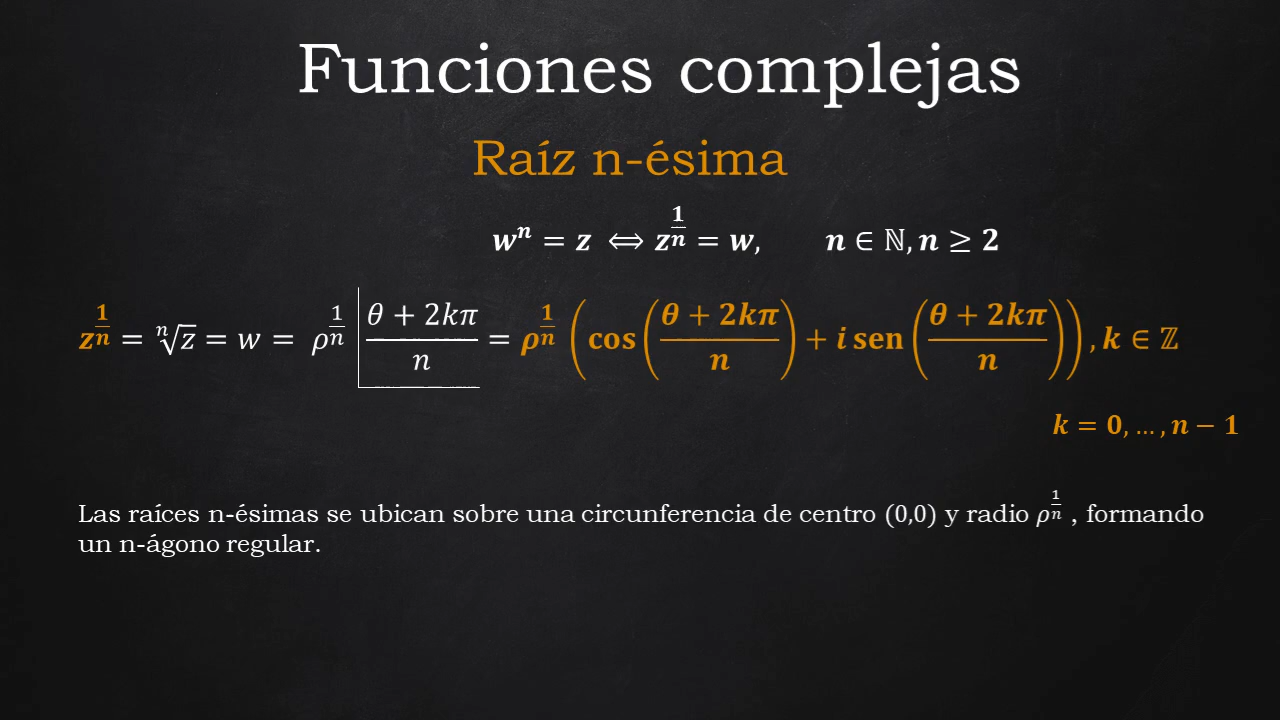 Funciones complejas
Raíz n-ésima
𝒘ⁿ = 𝒛 ⟺ 𝒛^(1/n) = 𝒘, 𝒏 ∈ ℕ, 𝒏 ≥ 𝟐
z^(1/n) = ⁿ√z = w = ρ^(1/n) |(θ + 2kπ)/n = ρ^(1/n) (cos((θ + 2kπ)/n) + i sen((θ + 2kπ)/n)), k ∈ ℤ
k = 0, … , n − 1
Las raíces n-ésimas se ubican sobre una circunferencia de centro (0,0) y radio ρ^(1/n) , formando
un n-ágono regular.